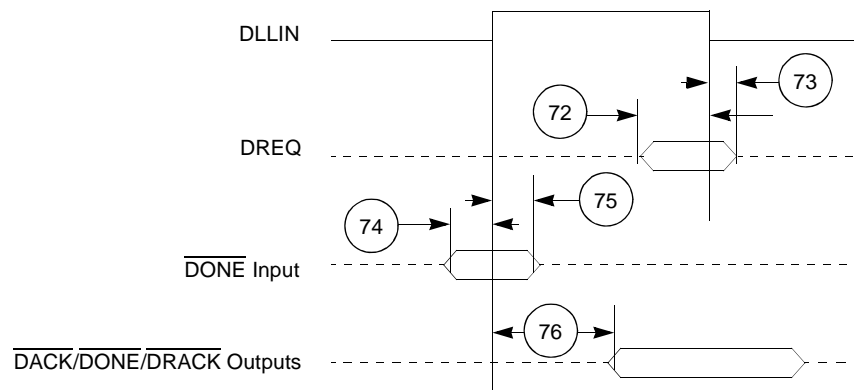 DLLIN
73
72
DREQ
75
74
DONE Input
76
DACK/DONE/DRACK Outputs